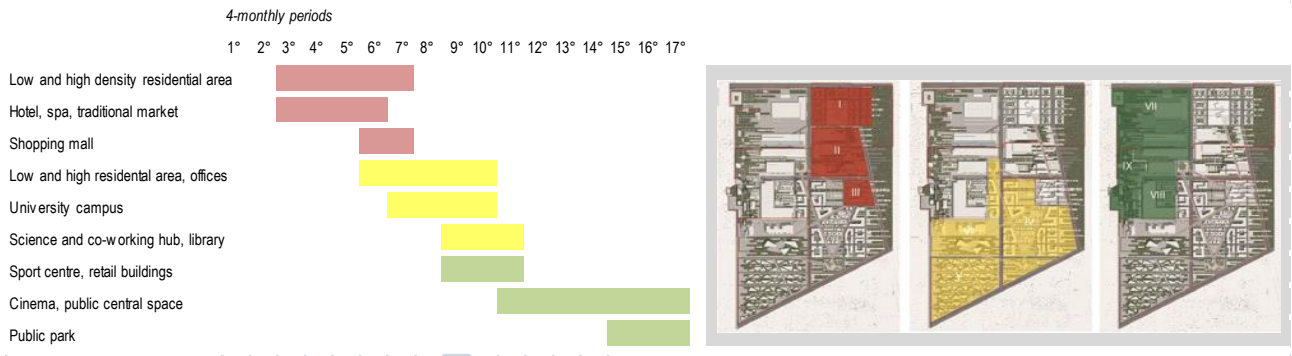 4-monthly periods
1° 2° 3° 4° 5° 6° 7° 8° 9° 10° 11° 12° 13° 14° 15° 16° 17°
Low and high density residential area
Hotel, spa, traditional market
Shopping mall
Low and high residental area, offices
University campus
Science and co-working hub, library
Sport centre, retail buildings
Cinema, public central space
Public park
I
II
III
IV
VI
V
VII
IX
VIII